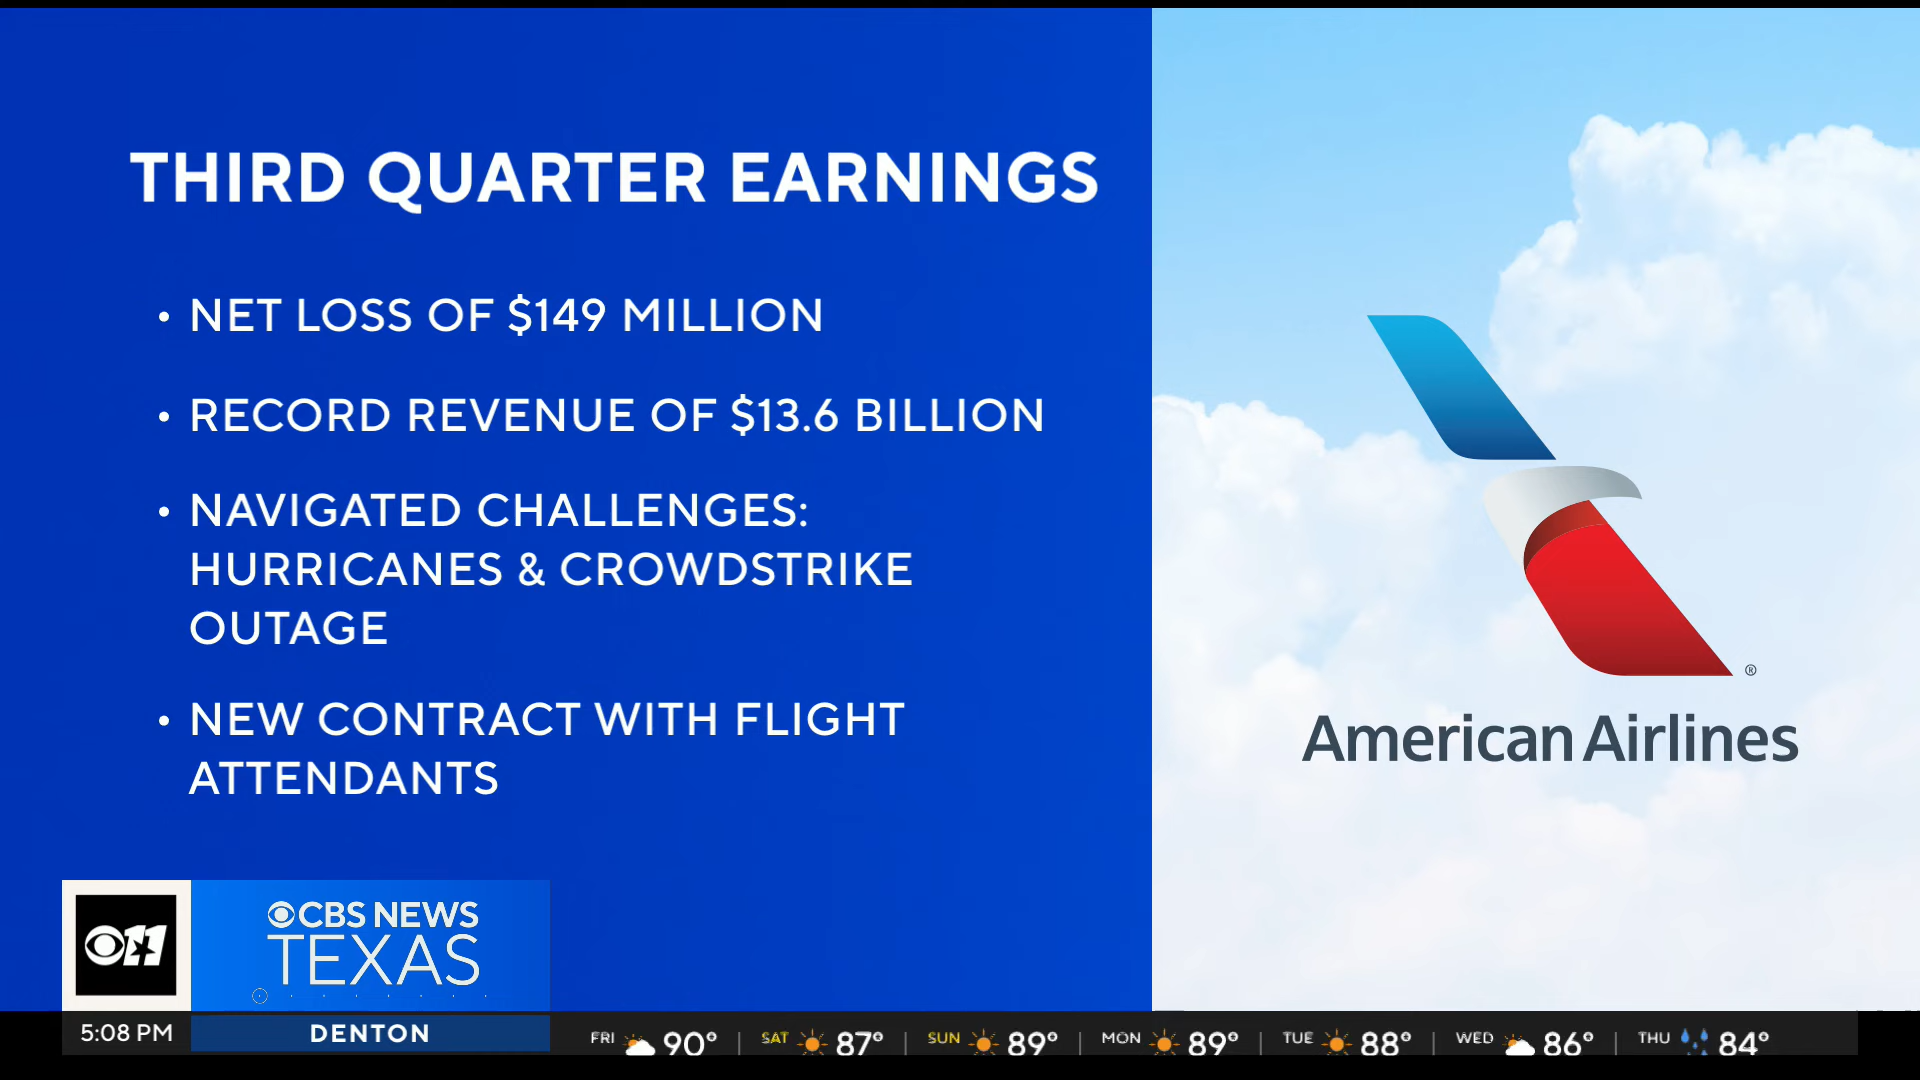 THIRD QUARTER EARNINGS
• NET LOSS OF $149 MILLION
• RECORD REVENUE OF $13.6 BILLION
• NAVIGATED CHALLENGES:
HURRICANES & CROWDSTRIKE
OUTAGE
• NEW CONTRACT WITH FLIGHT
ATTENDANTS
®
American Airlines
11
CBS NEWS
TEXAS
5:08 PM
DENTON
FRI 90° | SAT 87° | SUN 89° | MON 89° | TUE 88° | WED 86° | THU 84°